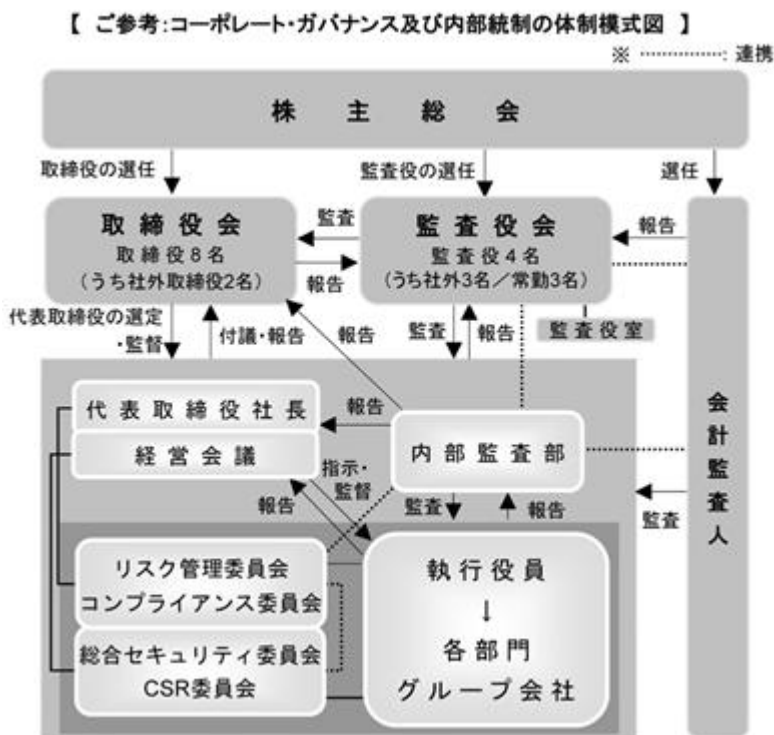 【 ご参考:コーポレート・ガバナンス及び内部統制の体制模式図 】
※ ……………: 連携
株主総会
取締役の選任
監査役の選任
選任
取締役会
取締役8名
(うち社外取締役2名)
監査
報告
監査役会
監査役4名
(うち社外3名/常勤3名)
報告
監査役室
代表取締役の選定
・監督
付議・報告
報告
監査
報告
代表取締役社長
経営会議
報告
内部監査部
指示・
監督
報告
監査
報告
監査
会計監査人
リスク管理委員会
コンプライアンス委員会
総合セキュリティ委員会
CSR委員会
執行役員
↓
各部門
グループ会社